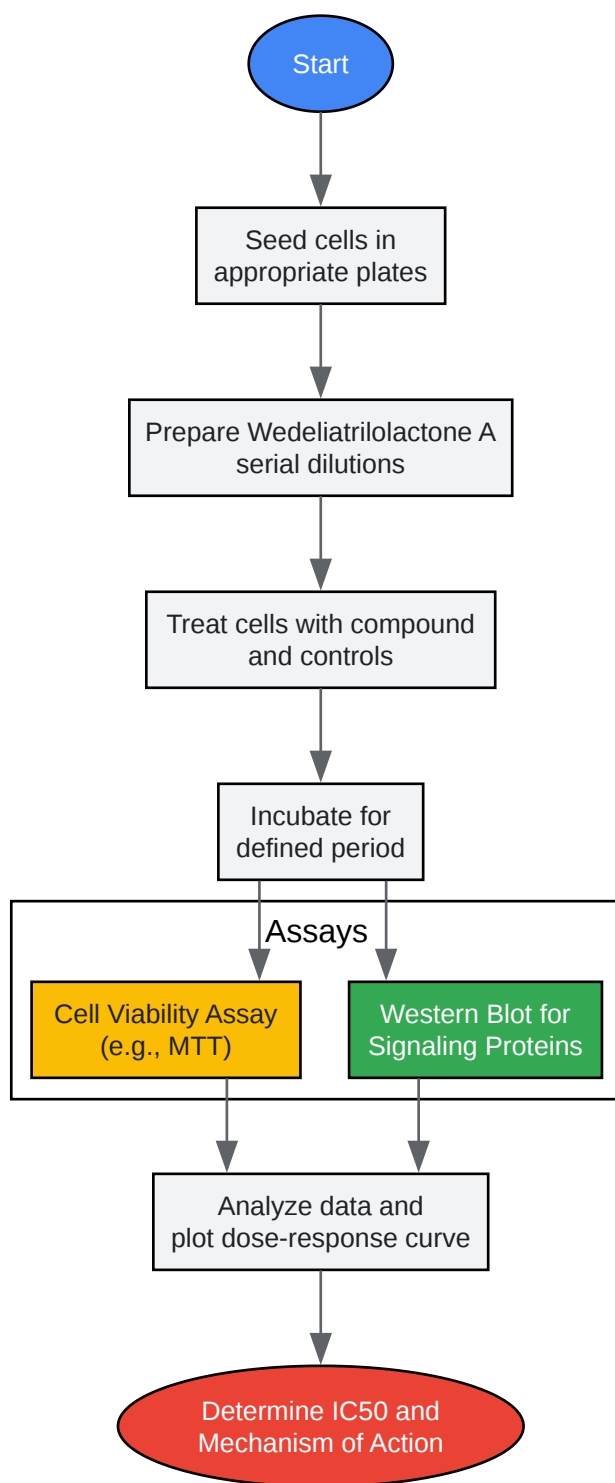 Start
Seed cells in
appropriate plates
Prepare Wedeliatrilolactone A
serial dilutions
Treat cells with compound
and controls
Incubate for
defined period
Assays
Cell Viability Assay
(e.g., MTT)
Western Blot for
Signaling Proteins
Analyze data and
plot dose-response curve
Determine IC50 and
Mechanism of Action